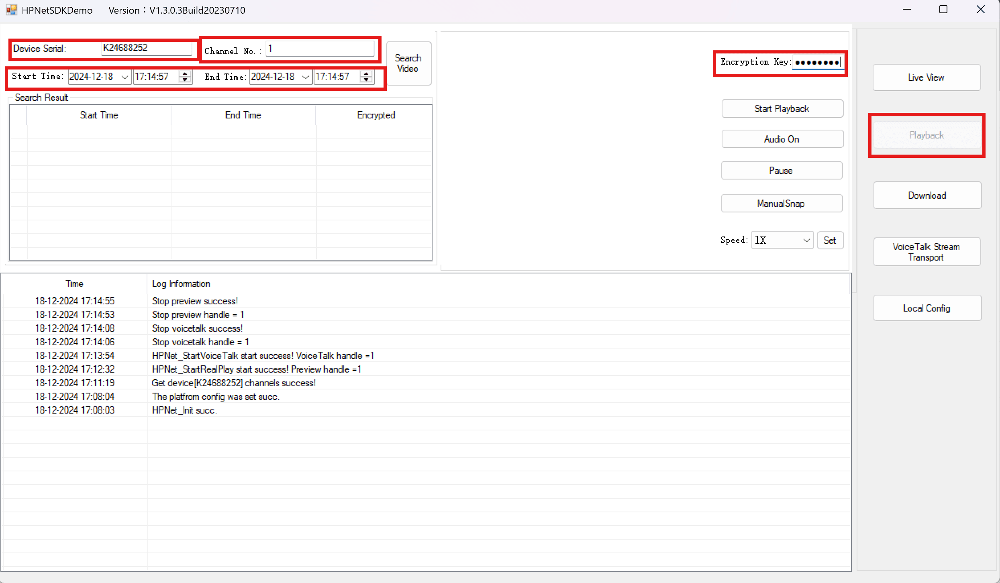 HPNetSDKDemo Version：V1.3.0.3Build20230710
Device Serial: K24688252 Channel No.: 1
Search Video
Start Time: 2024-12-18 17:14:57 End Time: 2024-12-18 17:14:57
Search Result
Start Time End Time Encrypted
Encryption Key: ●●●●●●●●
Start Playback
Audio On
Pause
ManualSnap
Speed: 1X Set
Live View
Playback
Download
VoiceTalk Stream
Transport
Local Config
Time Log Information
18-12-2024 17:14:55 Stop preview success!
18-12-2024 17:14:53 Stop preview handle = 1
18-12-2024 17:14:08 Stop voicetalk success!
18-12-2024 17:14:06 Stop voicetalk handle = 1
18-12-2024 17:13:54 HPNet_StartVoiceTalk start success! VoiceTalk handle =1
18-12-2024 17:12:32 HPNet_StartRealPlay start success! Preview handle =1
18-12-2024 17:11:19 Get device[K24688252] channels success!
18-12-2024 17:08:04 The platfrom config was set succ.
18-12-2024 17:08:03 HPNet_Init succ.